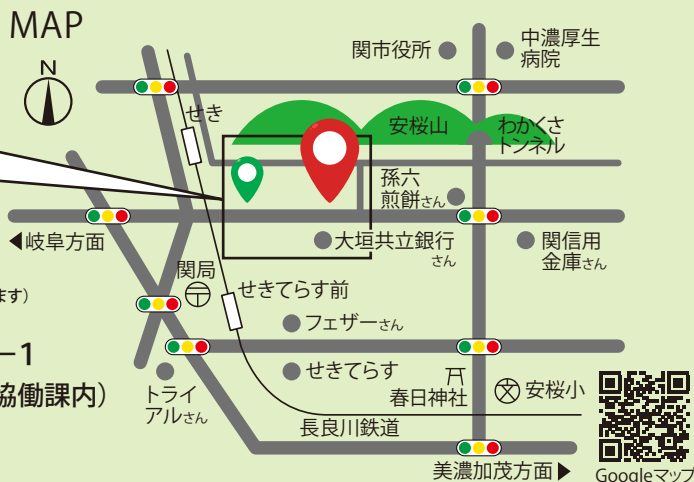 MAP
N
関市役所
中濃厚生
病院
せき
安桜山
わかくさ
トンネル
孫六
煎餅さん
◀岐阜方面
大垣共立銀行
さん
関信用
金庫さん
関局
せきてらす前
ます）
フェザーさん
−1
せきてらす
協働課内）
トライ
アルさん
春日神社
安桜小
長良川鉄道
美濃加茂方面▶
Googleマップ